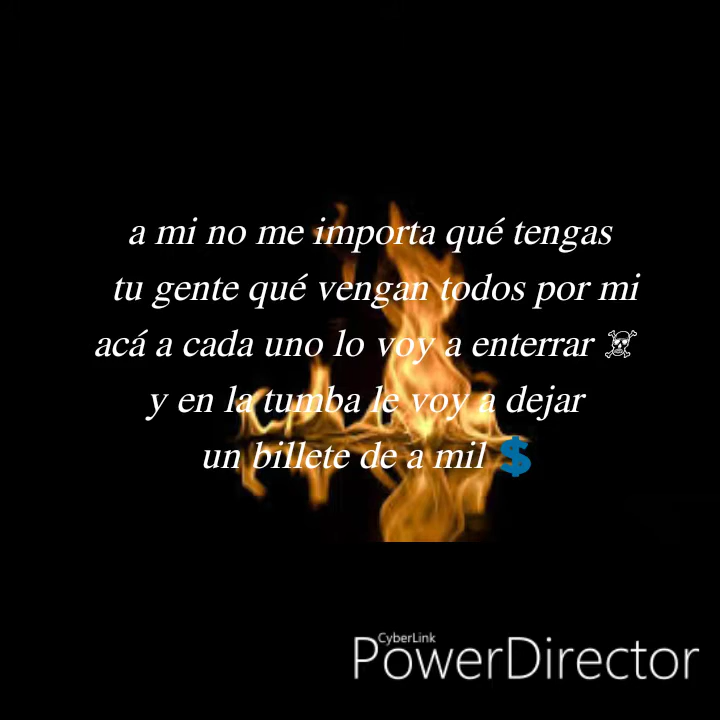 a mi no me importa qué tengas
tu gente qué vengan todos por mi
acá a cada uno lo voy a enterrar ☠
y en la tumba le voy a dejar
un billete de a mil 💲
CyberLink
PowerDirector